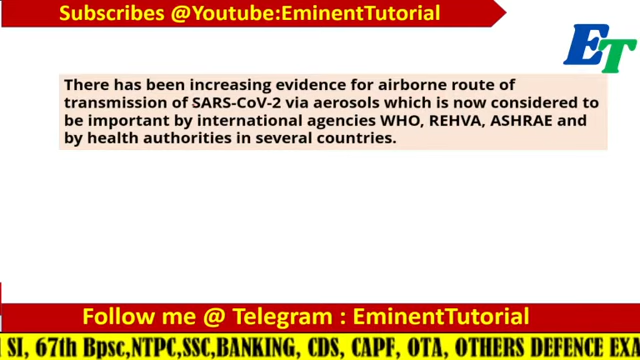 Subscribes @Youtube:EminentTutorial
ET
There has been increasing evidence for airborne route of
transmission of SARS-CoV-2 via aerosols which is now considered to
be important by international agencies WHO, REHVA, ASHRAE and
by health authorities in several countries.
Follow me @ Telegram : EminentTutorial
SI, 67th Bpsc,NTPC,SSC,BANKING, CDS, CAPF, OTA, OTHERS DEFENCE EXA